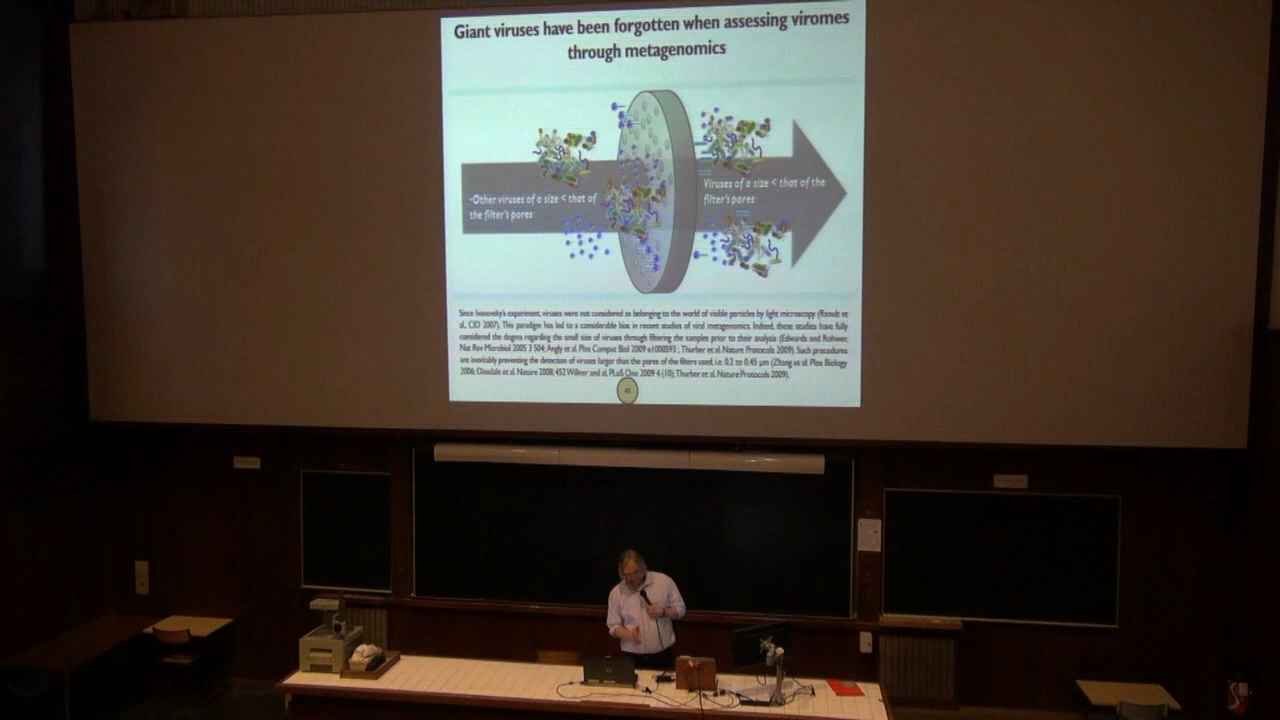 Giant viruses have been forgotten when assessing viromes
through metagenomics
•Other viruses of a size < that of
the filter's pores
Viruses of a size < that of the
filter's pores
Since Ivanovsky's experiment, viruses were not considered as belonging to the world of visible particles by light microscopy (Raoult et
al., CID 2007). This paradigm has led to a considerable bias in recent studies of viral metagenomics. Indeed, these studies have fully
considered the dogma regarding the small size of viruses through filtering the samples prior to their analysis (Edwards and Rohwer,
Nat Rev Microbiol 2005 3 504; Angly et al. Plos Comput Biol 2009 e1000593 ; Thurber et al. Nature Protocols 2009). Such procedures
are inevitably preventing the detection of viruses larger than the pores of the filters used, i.e. 0.2 to 0.45 µm (Zhang et al. Plos Biology
2006; Dinsdale et al. Nature 2008; 452 Willner and al. PLoS One. 2009 4 (10); Thurber et al. Nature Protocols 2009).